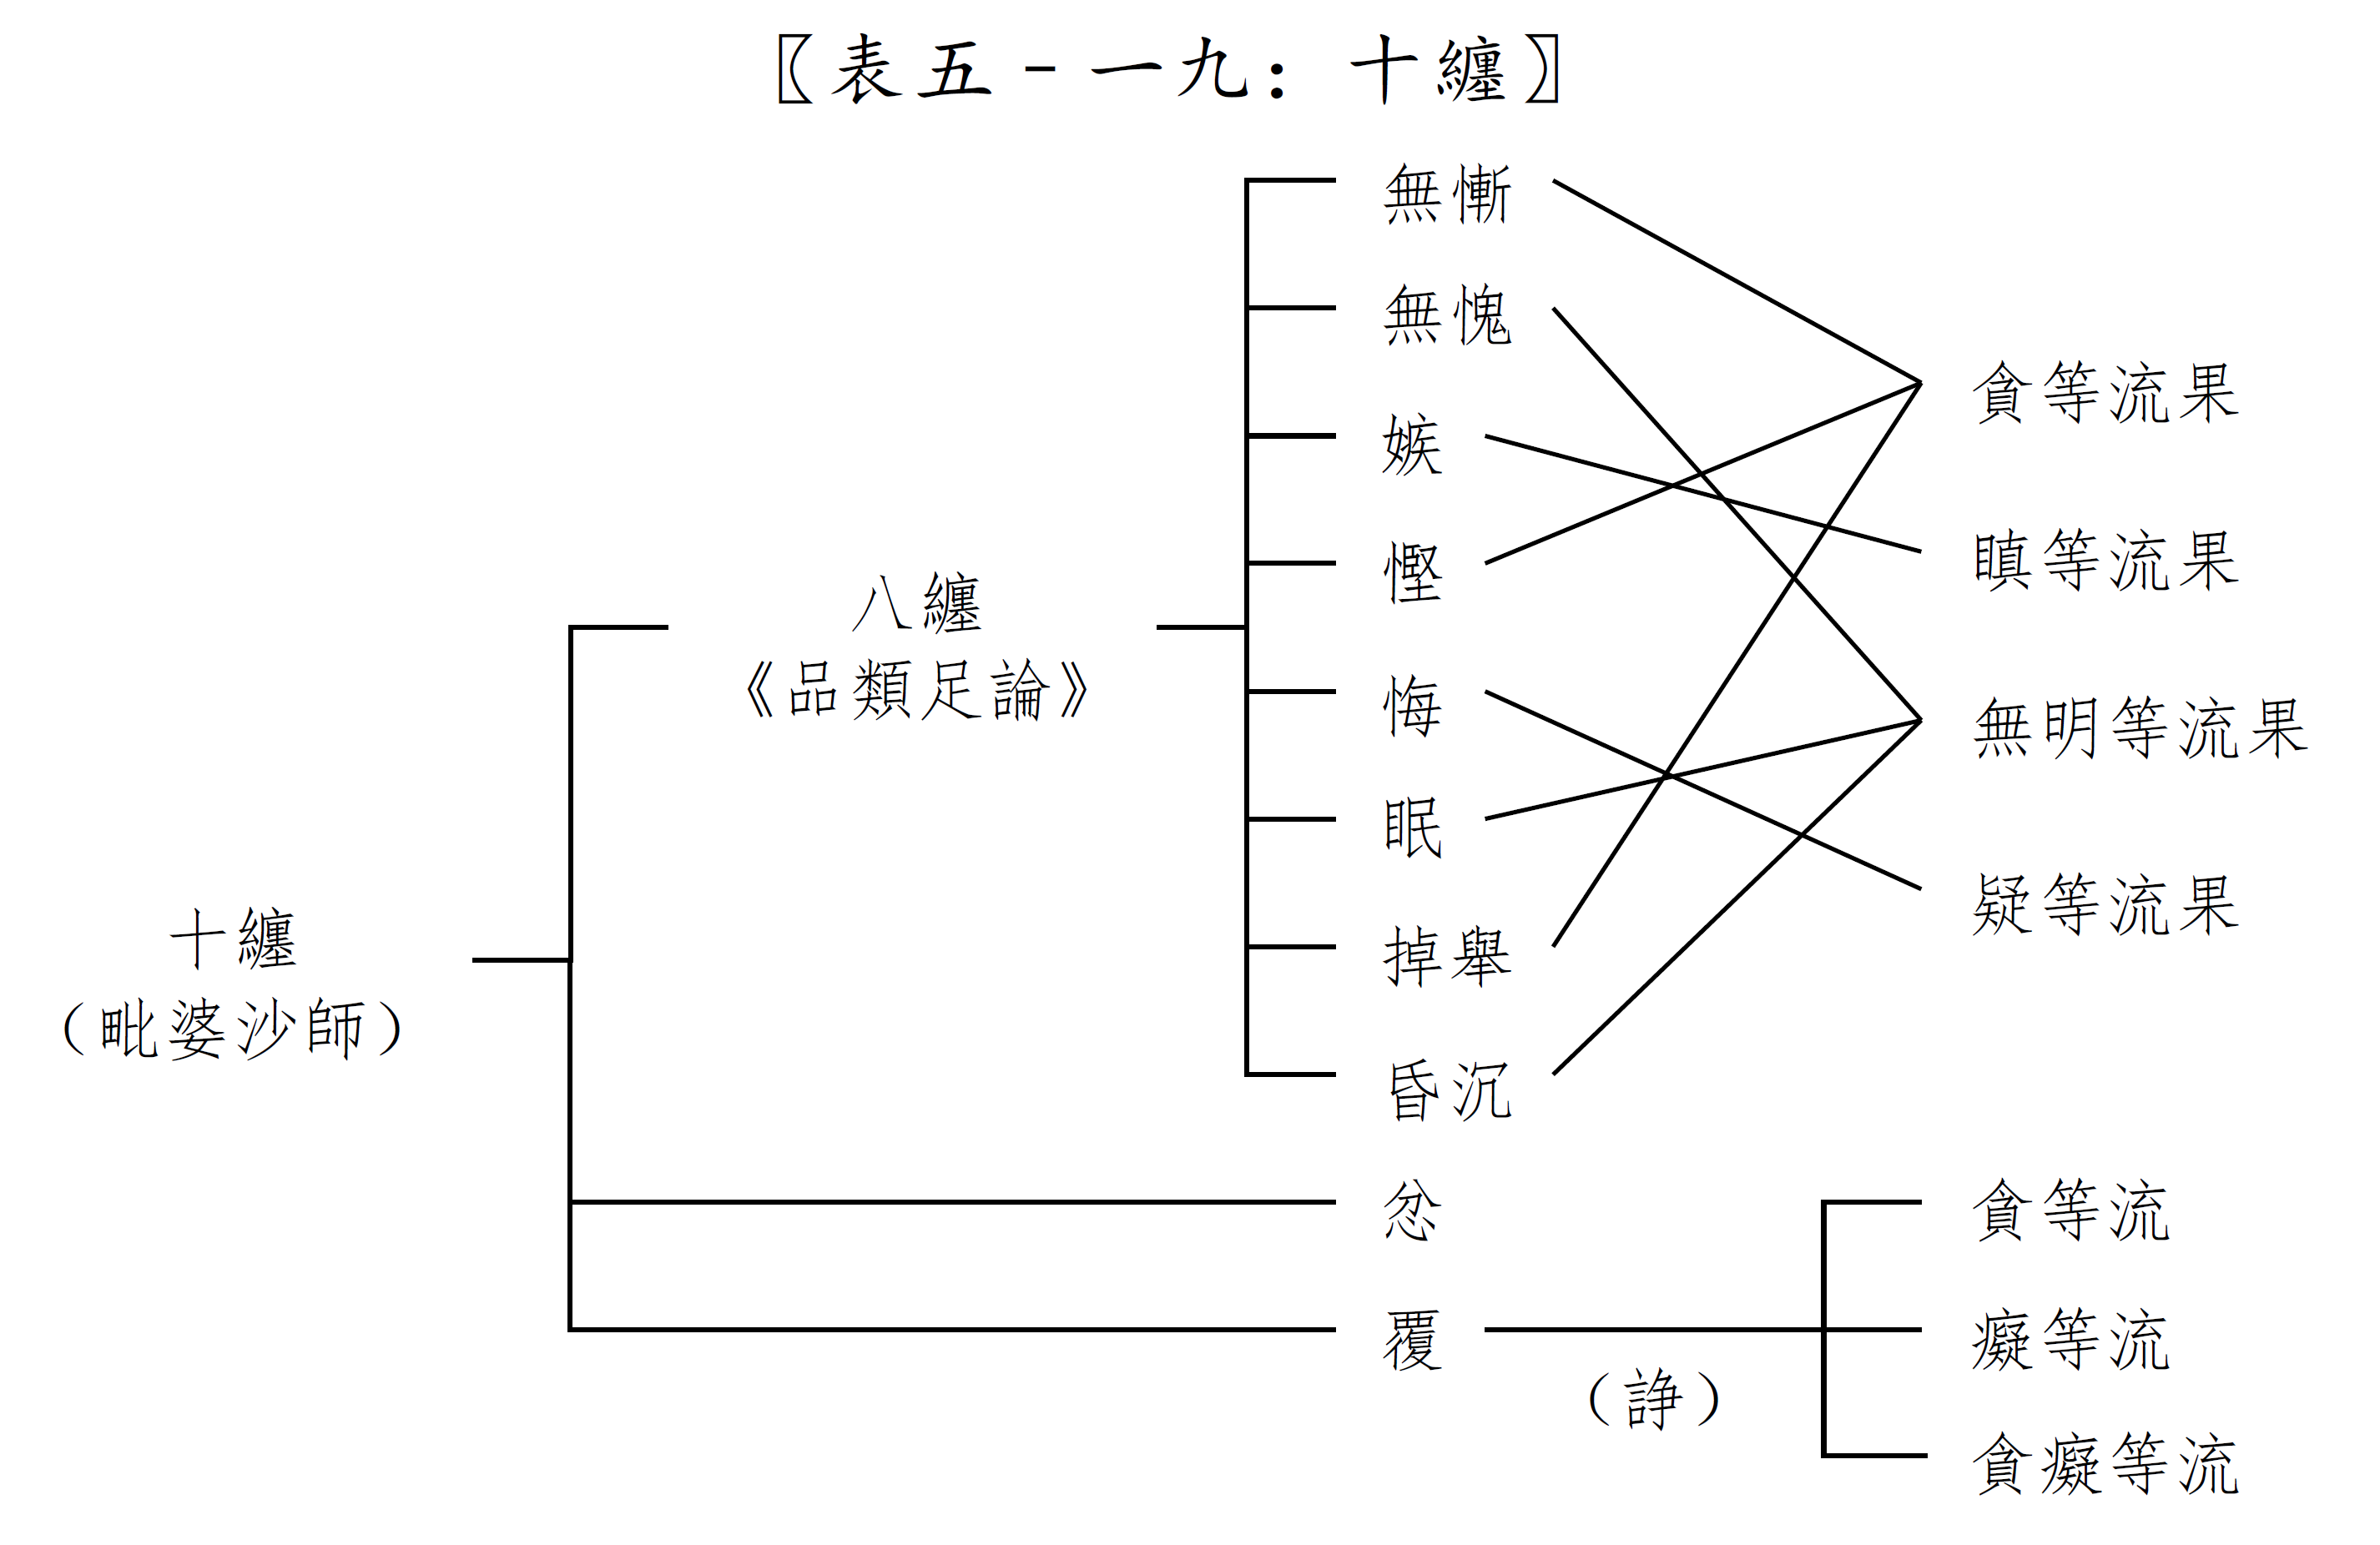 〖表五-一九：十纏〗
十纏
（毗婆沙師）
八纏
《品類足論》
無慚
無愧
嫉
慳
悔
眠
掉舉
昏沉
忿
覆
（諍）
貪等流果
瞋等流果
無明等流果
疑等流果
貪等流
癡等流
貪癡等流